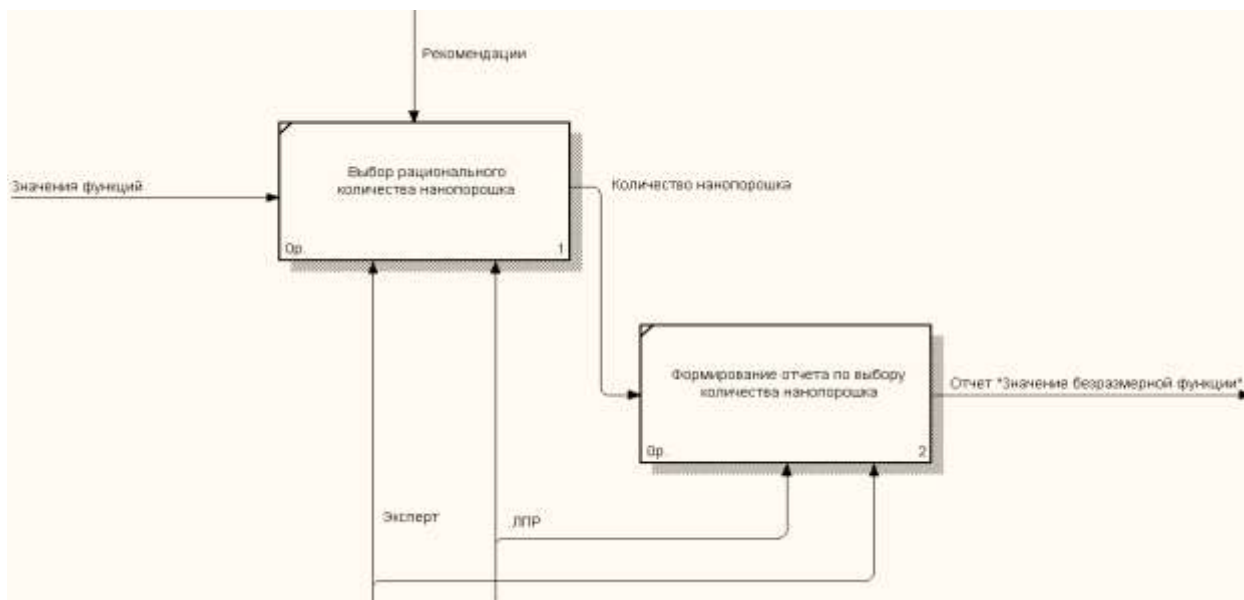 Рекомендации
Выбор рационального
количества нанопорошка
Значения функций
Количество нанопорошка
0р.
1
Формирование отчета по выбору
количества нанопорошка
Отчет "Значение безразмерной функции"
0р.
2
Эксперт
ЛПР